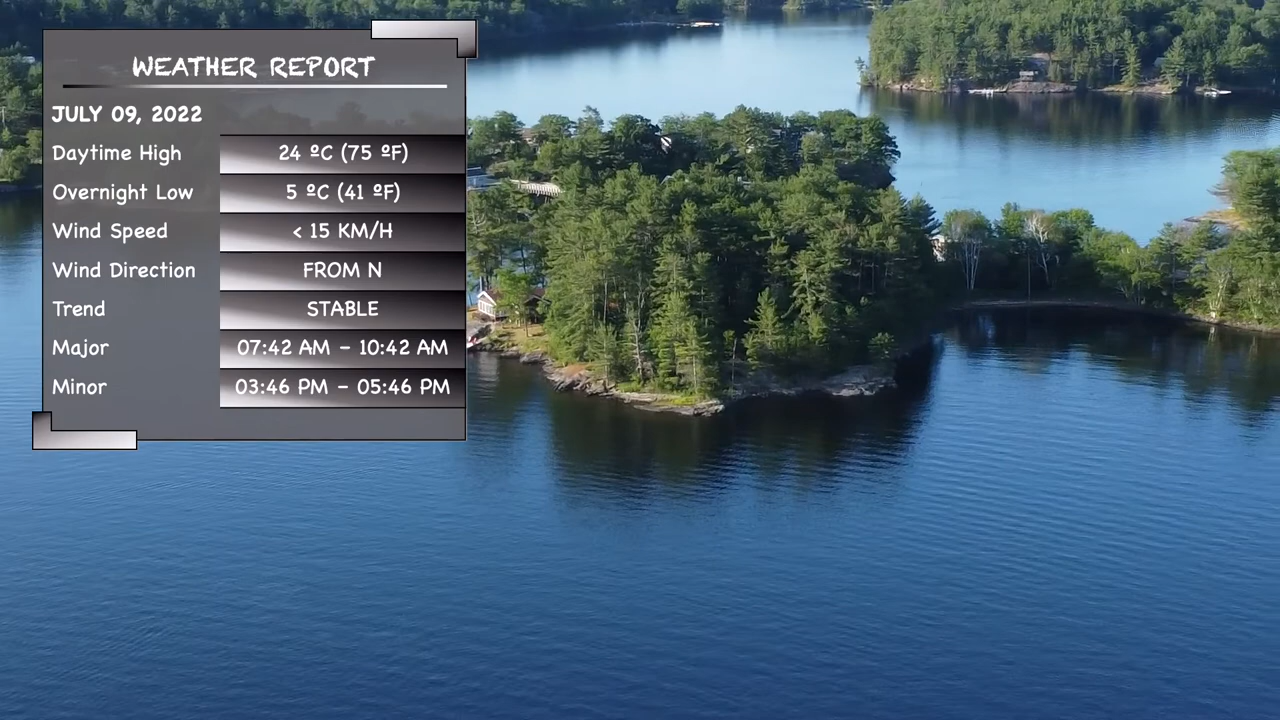 WEATHER REPORT
JULY 09, 2022
Daytime High 24 ºC (75 ºF)
Overnight Low 5 ºC (41 ºF)
Wind Speed < 15 KM/H
Wind Direction FROM N
Trend STABLE
Major 07:42 AM - 10:42 AM
Minor 03:46 PM - 05:46 PM